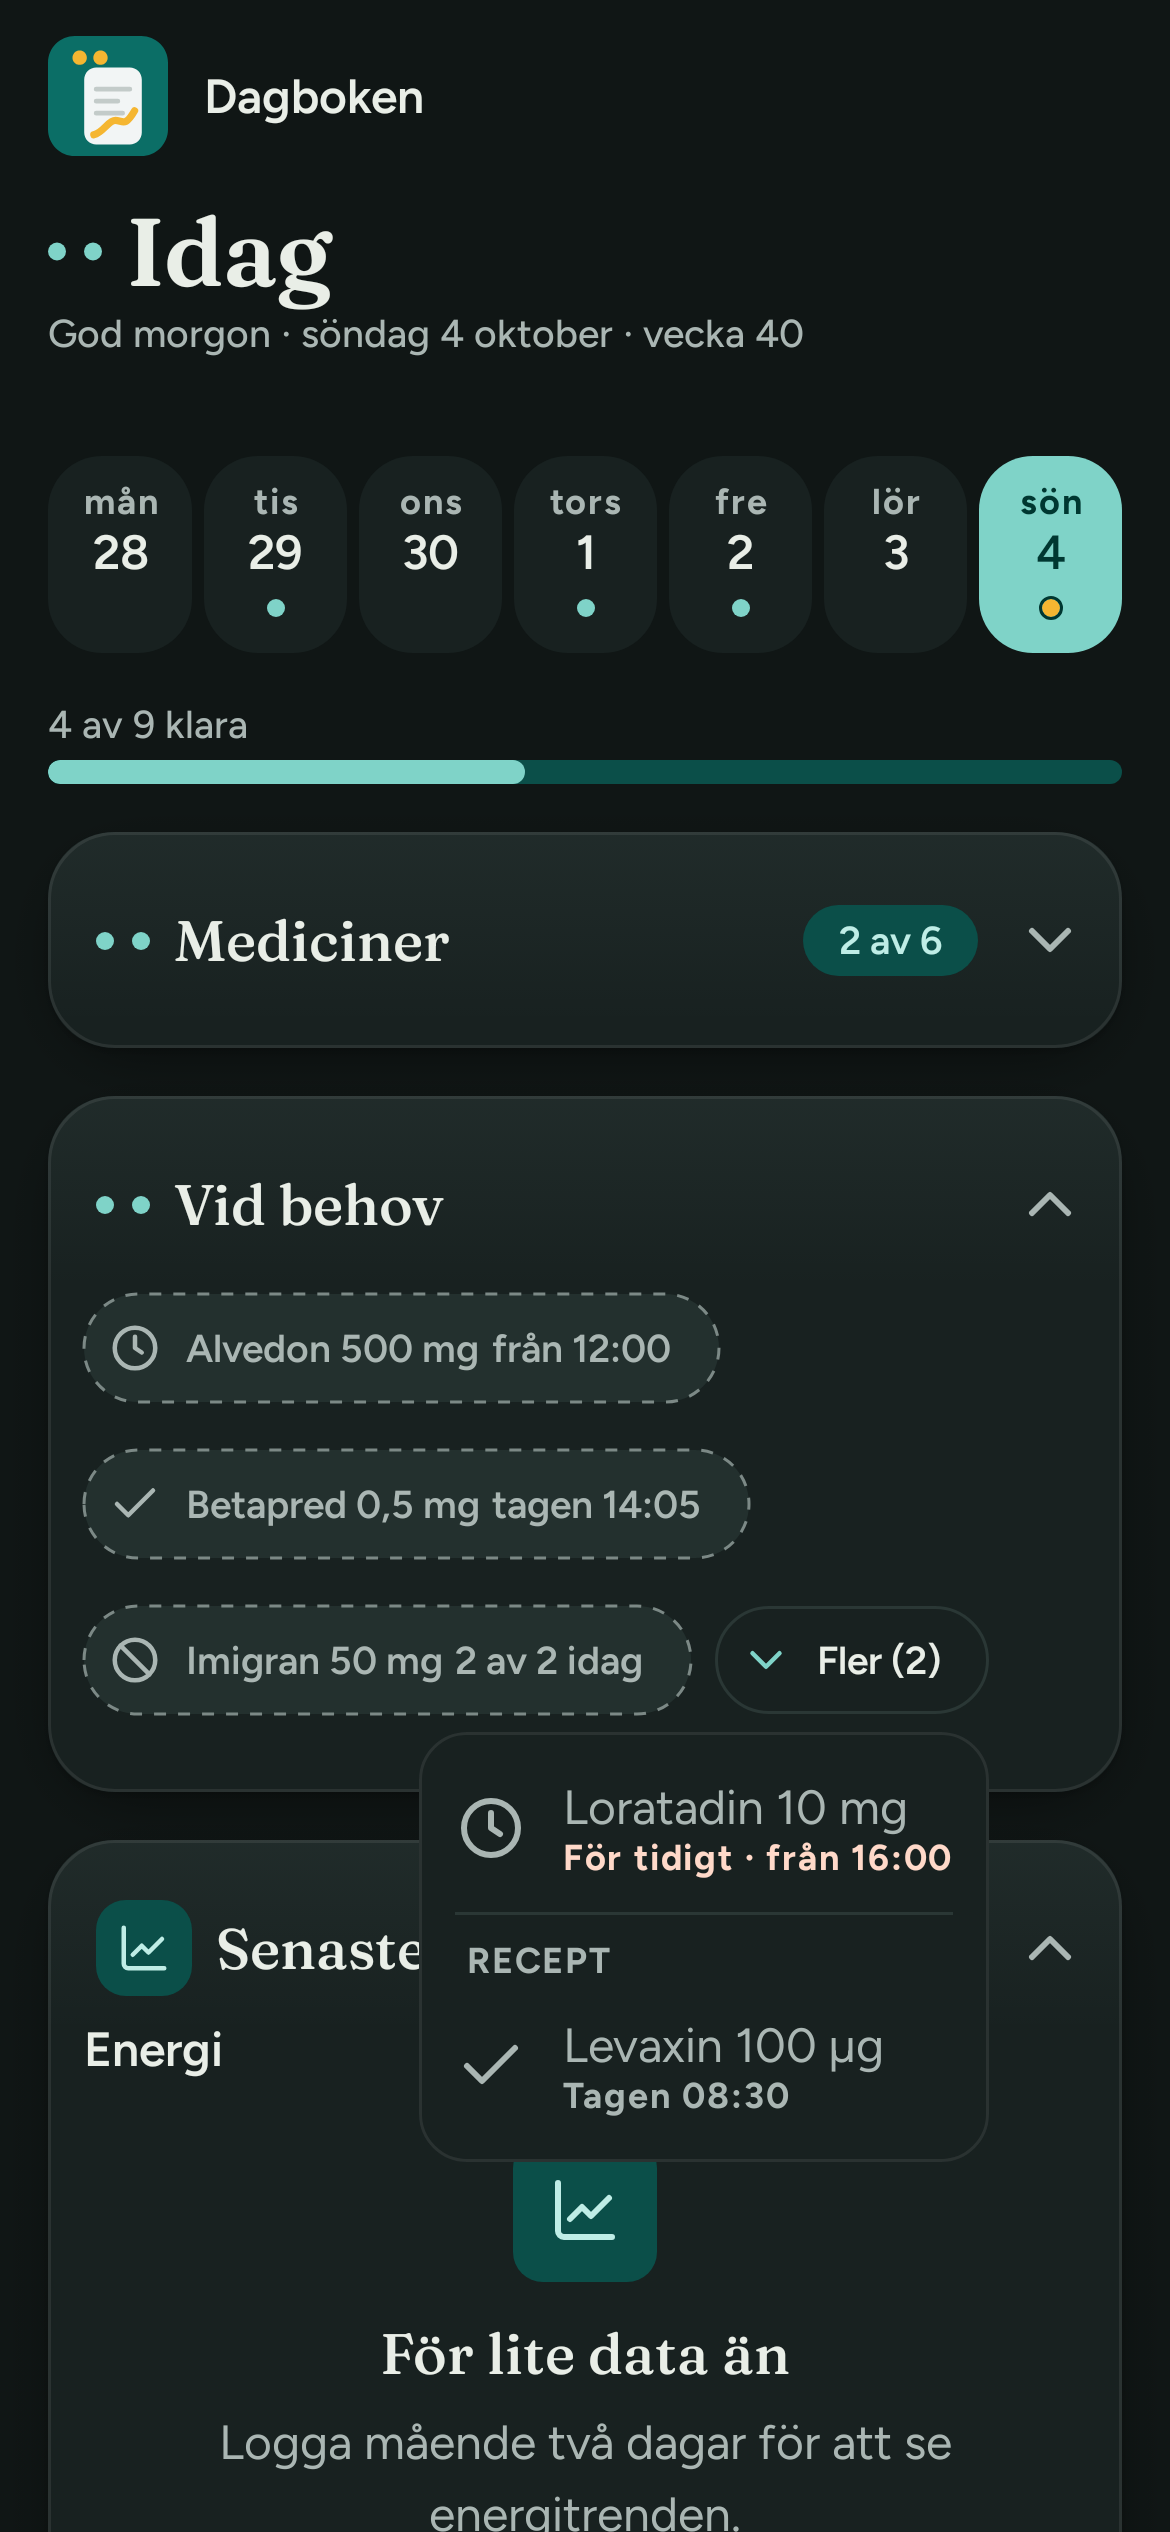 Dagboken
Idag
God morgon · söndag 4 oktober · vecka 40
mån tis ons tors fre lör sön
28 29 30 1 2 3 4
4 av 9 klara
Mediciner 2 av 6
Vid behov
Alvedon 500 mg från 12:00
Betapred 0,5 mg tagen 14:05
Imigran 50 mg 2 av 2 idag Fler (2)
Loratadin 10 mg
För tidigt · från 16:00
RECEPT
Levaxin 100 µg
Tagen 08:30
Senaste
Energi
För lite data än
Logga mående två dagar för att se
energitrenden.